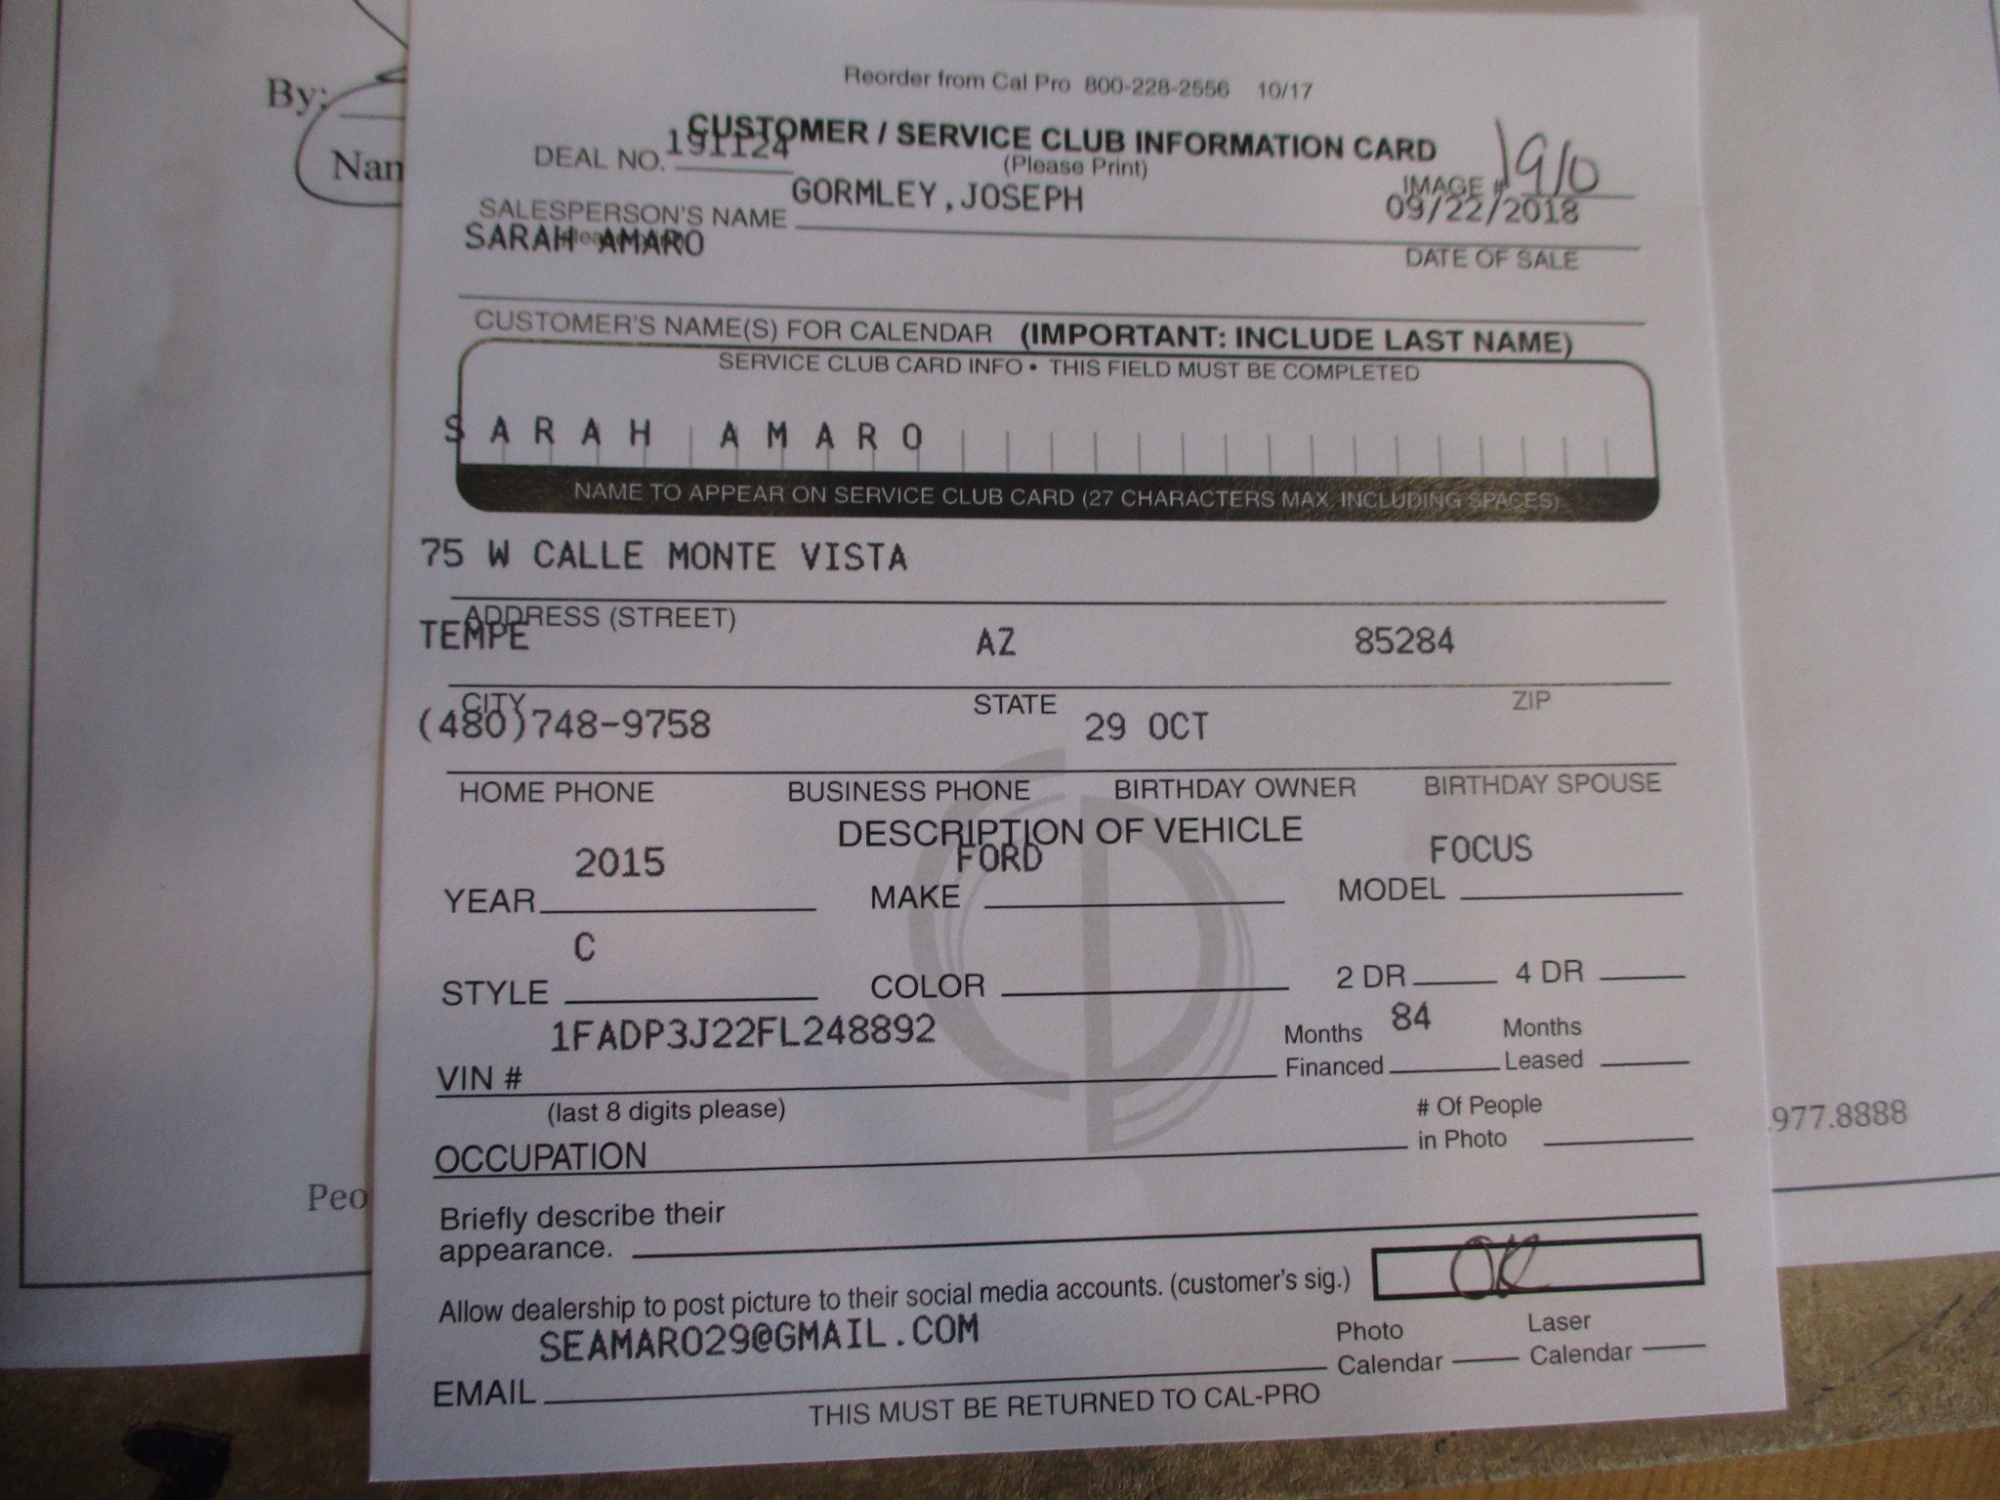 By:
Nan
Reorder from Cal Pro 800-228-2556 10/17
CUSTOMER / SERVICE CLUB INFORMATION CARD
DEAL NO. 191124
(Please Print)
IMAGE # 1910
SALESPERSON'S NAME GORMLEY,JOSEPH
09/22/2018
SARAH AMARO
DATE OF SALE
CUSTOMER'S NAME(S) FOR CALENDAR (IMPORTANT: INCLUDE LAST NAME)
SERVICE CLUB CARD INFO • THIS FIELD MUST BE COMPLETED
SARAH AMARO
NAME TO APPEAR ON SERVICE CLUB CARD (27 CHARACTERS MAX, INCLUDING SPACES)
75 W CALLE MONTE VISTA
ADDRESS (STREET)
TEMPE AZ 85284
CITY STATE ZIP
(480)748-9758 29 OCT
HOME PHONE BUSINESS PHONE BIRTHDAY OWNER BIRTHDAY SPOUSE
DESCRIPTION OF VEHICLE
2015 FORD FOCUS
YEAR MAKE MODEL
C
STYLE COLOR 2 DR 4 DR
1FADP3J22FL248892 Months 84 Months
VIN # Financed Leased
(last 8 digits please) # Of People
OCCUPATION in Photo
977.8888
Peo
Briefly describe their
appearance.
OK
Allow dealership to post picture to their social media accounts. (customer's sig.)
SEAMARO29@GMAIL.COM Photo Laser
EMAIL Calendar Calendar
THIS MUST BE RETURNED TO CAL-PRO